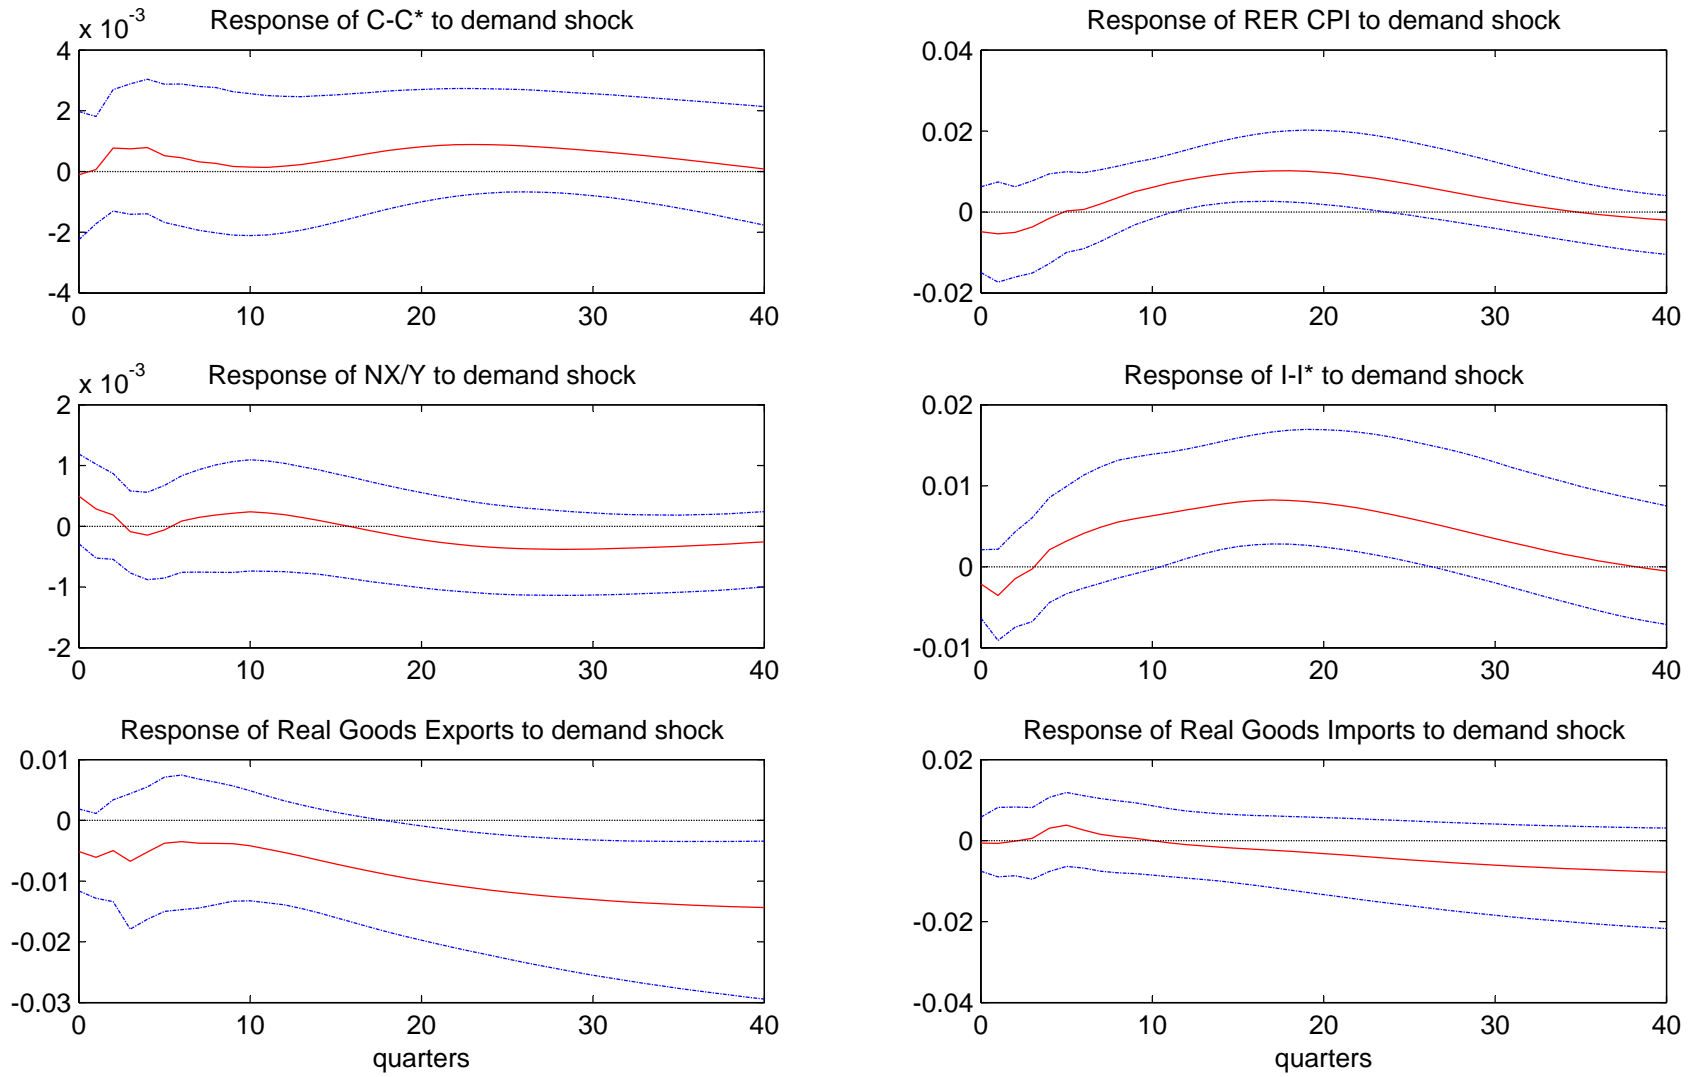 Response of C-C* to demand shock
x 10^-3
4
2
0
-2
-4
0 10 20 30 40
Response of RER CPI to demand shock
0.04
0.02
0
-0.02
0 10 20 30 40
Response of NX/Y to demand shock
x 10^-3
2
1
0
-1
-2
0 10 20 30 40
Response of I-I* to demand shock
0.02
0.01
0
-0.01
0 10 20 30 40
Response of Real Goods Exports to demand shock
0.01
0
-0.01
-0.02
-0.03
0 10 20 30 40
quarters
Response of Real Goods Imports to demand shock
0.02
0
-0.02
-0.04
0 10 20 30 40
quarters